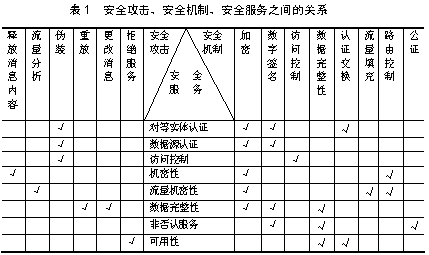 表1 安全攻击、安全机制、安全服务之间的关系
释放消息内容 流量分析 伪装 重放 更改消息 拒绝服务 安全攻击 安全机制 安全服务 加密 数字签名 访问控制 数据完整性 认证交换 流量填充 路由控制 公证
√ 对等实体认证 √ √ √
√ 数据源认证 √ √
√ 访问控制 √
√ 机密性 √ √
√ 流量机密性 √ √ √
√ √ 数据完整性 √ √ √
非否认服务 √ √ √
√ 可用性 √ √